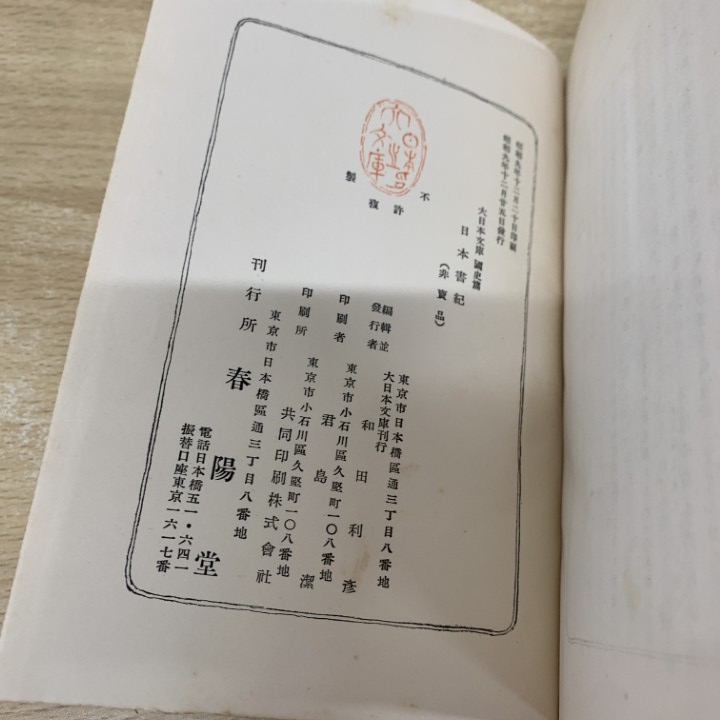 昭和九年十二月二十日印刷
昭和九年十二月廿五日發行
大日本文庫 國史篇
日本書紀
(非賣品)
不許複製
大日本文庫
編輯並
發行者
東京市日本橋區通三丁目八番地
大日本文庫刊行
和田利彦
印刷者
東京市小石川區久堅町一〇八番地
君島潔
印刷所
東京市小石川區久堅町一〇八番地
共同印刷株式會社
刊行所
東京市日本橋區通三丁目八番地
春陽堂
電話日本橋五一・六四一
振替口座東京一六一七番